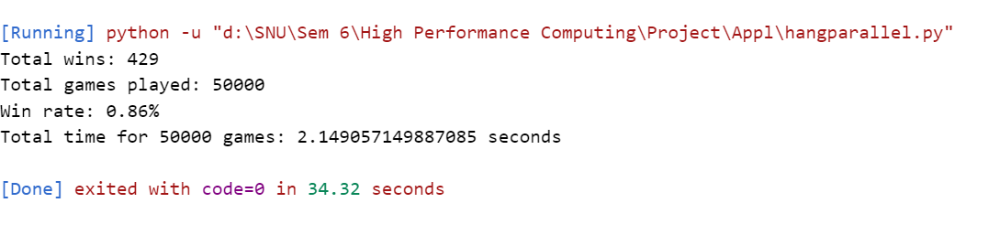 [Running] python -u "d:\SNU\Sem 6\High Performance Computing\Project\Appl\hangparallel.py"
Total wins: 429
Total games played: 50000
Win rate: 0.86%
Total time for 50000 games: 2.149057149887085 seconds
[Done] exited with code=0 in 34.32 seconds